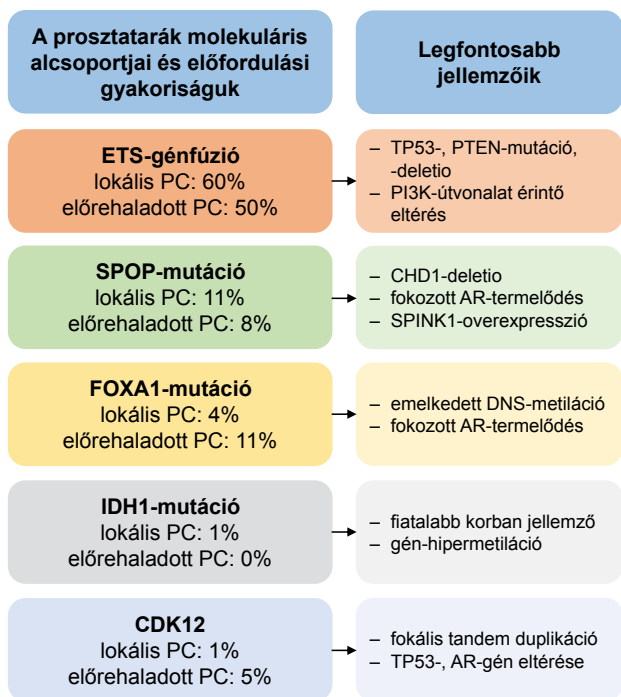 A prosztatarák molekuláris
alcsoportjai és előfordulási
gyakoriságuk
Legfontosabb
jellemzőik
ETS-génfúzió
lokális PC: 60%
előrehaladott PC: 50%
– TP53-, PTEN-mutáció,
-deletio
– PI3K-útvonalat érintő
eltérés
SPOP-mutáció
lokális PC: 11%
előrehaladott PC: 8%
– CHD1-deletio
– fokozott AR-termelődés
– SPINK1-overexpresszió
FOXA1-mutáció
lokális PC: 4%
előrehaladott PC: 11%
– emelkedett DNS-metiláció
– fokozott AR-termelődés
IDH1-mutáció
lokális PC: 1%
előrehaladott PC: 0%
– fiatalabb korban jellemző
– gén-hipermetiláció
CDK12
lokális PC: 1%
előrehaladott PC: 5%
– fokális tandem duplikáció
– TP53-, AR-gén eltérése